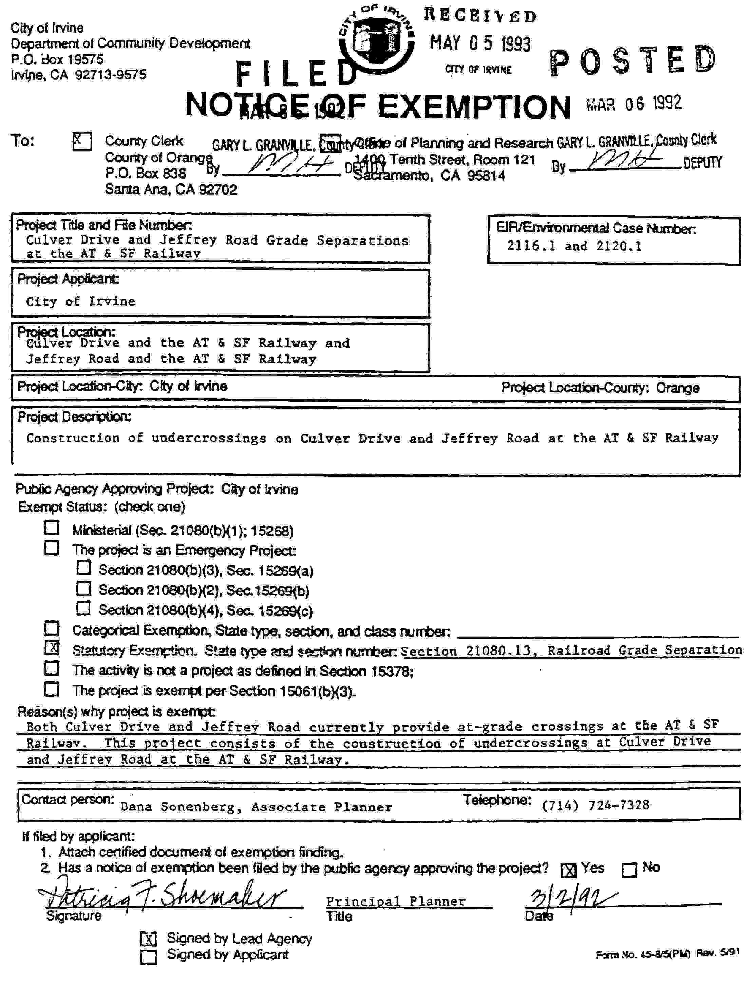 City of Irvine
Department of Community Development
P.O. Box 19575
Irvine, CA 92713-9575
CITY OF IRVINE
RECEIVED
MAY 05 1993
CITY OF IRVINE
FILED
POSTED
NOTICE OF EXEMPTION
MAR 06 1992
To:
X County Clerk
County of Orange
P.O. Box 838
Santa Ana, CA 92702
GARY L. GRANVILLE, County Clerk
By MH DEPUTY
Office of Planning and Research
1400 Tenth Street, Room 121
Sacramento, CA 95814
GARY L. GRANVILLE, County Clerk
By MH DEPUTY
Project Title and File Number:
Culver Drive and Jeffrey Road Grade Separations
at the AT & SF Railway
EIR/Environmental Case Number:
2116.1 and 2120.1
Project Applicant:
City of Irvine
Project Location:
Culver Drive and the AT & SF Railway and
Jeffrey Road and the AT & SF Railway
Project Location-City: City of Irvine Project Location-County: Orange
Project Description:
Construction of undercrossings on Culver Drive and Jeffrey Road at the AT & SF Railway
Public Agency Approving Project: City of Irvine
Exempt Status: (check one)
Ministerial (Sec. 21080(b)(1); 15268)
The project is an Emergency Project:
Section 21080(b)(3), Sec. 15269(a)
Section 21080(b)(2), Sec.15269(b)
Section 21080(b)(4), Sec. 15269(c)
Categorical Exemption, State type, section, and class number:
X Statutory Exemption. State type and section number: Section 21080.13, Railroad Grade Separation
The activity is not a project as defined in Section 15378;
The project is exempt per Section 15061(b)(3).
Reason(s) why project is exempt:
Both Culver Drive and Jeffrey Road currently provide at-grade crossings at the AT & SF
Railway. This project consists of the construction of undercrossings at Culver Drive
and Jeffrey Road at the AT & SF Railway.
Contact person: Dana Sonenberg, Associate Planner Telephone: (714) 724-7328
If filed by applicant:
1. Attach certified document of exemption finding.
2. Has a notice of exemption been filed by the public agency approving the project? X Yes No
Patricia F. Shoemaker Principal Planner 3/2/92
Signature Title Date
X Signed by Lead Agency
Signed by Applicant
Form No. 45-8/5(PM) Rev. 5/91